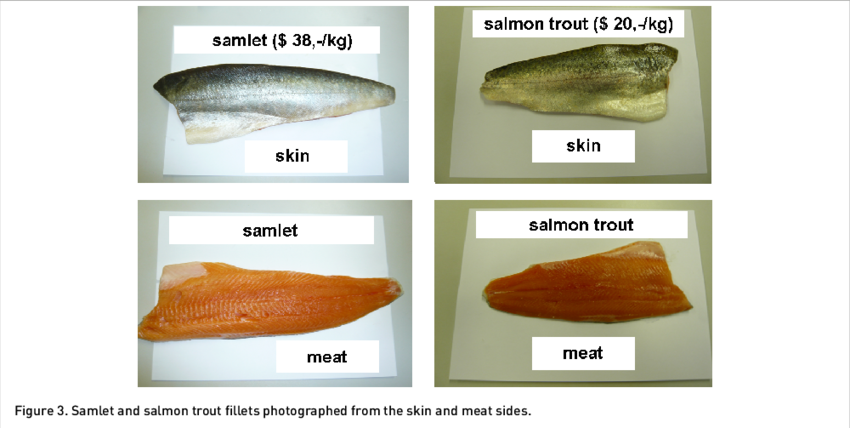 samlet ($ 38,-/kg)
salmon trout ($ 20,-/kg)
skin
skin
samlet
salmon trout
meat
meat
Figure 3. Samlet and salmon trout fillets photographed from the skin and meat sides.